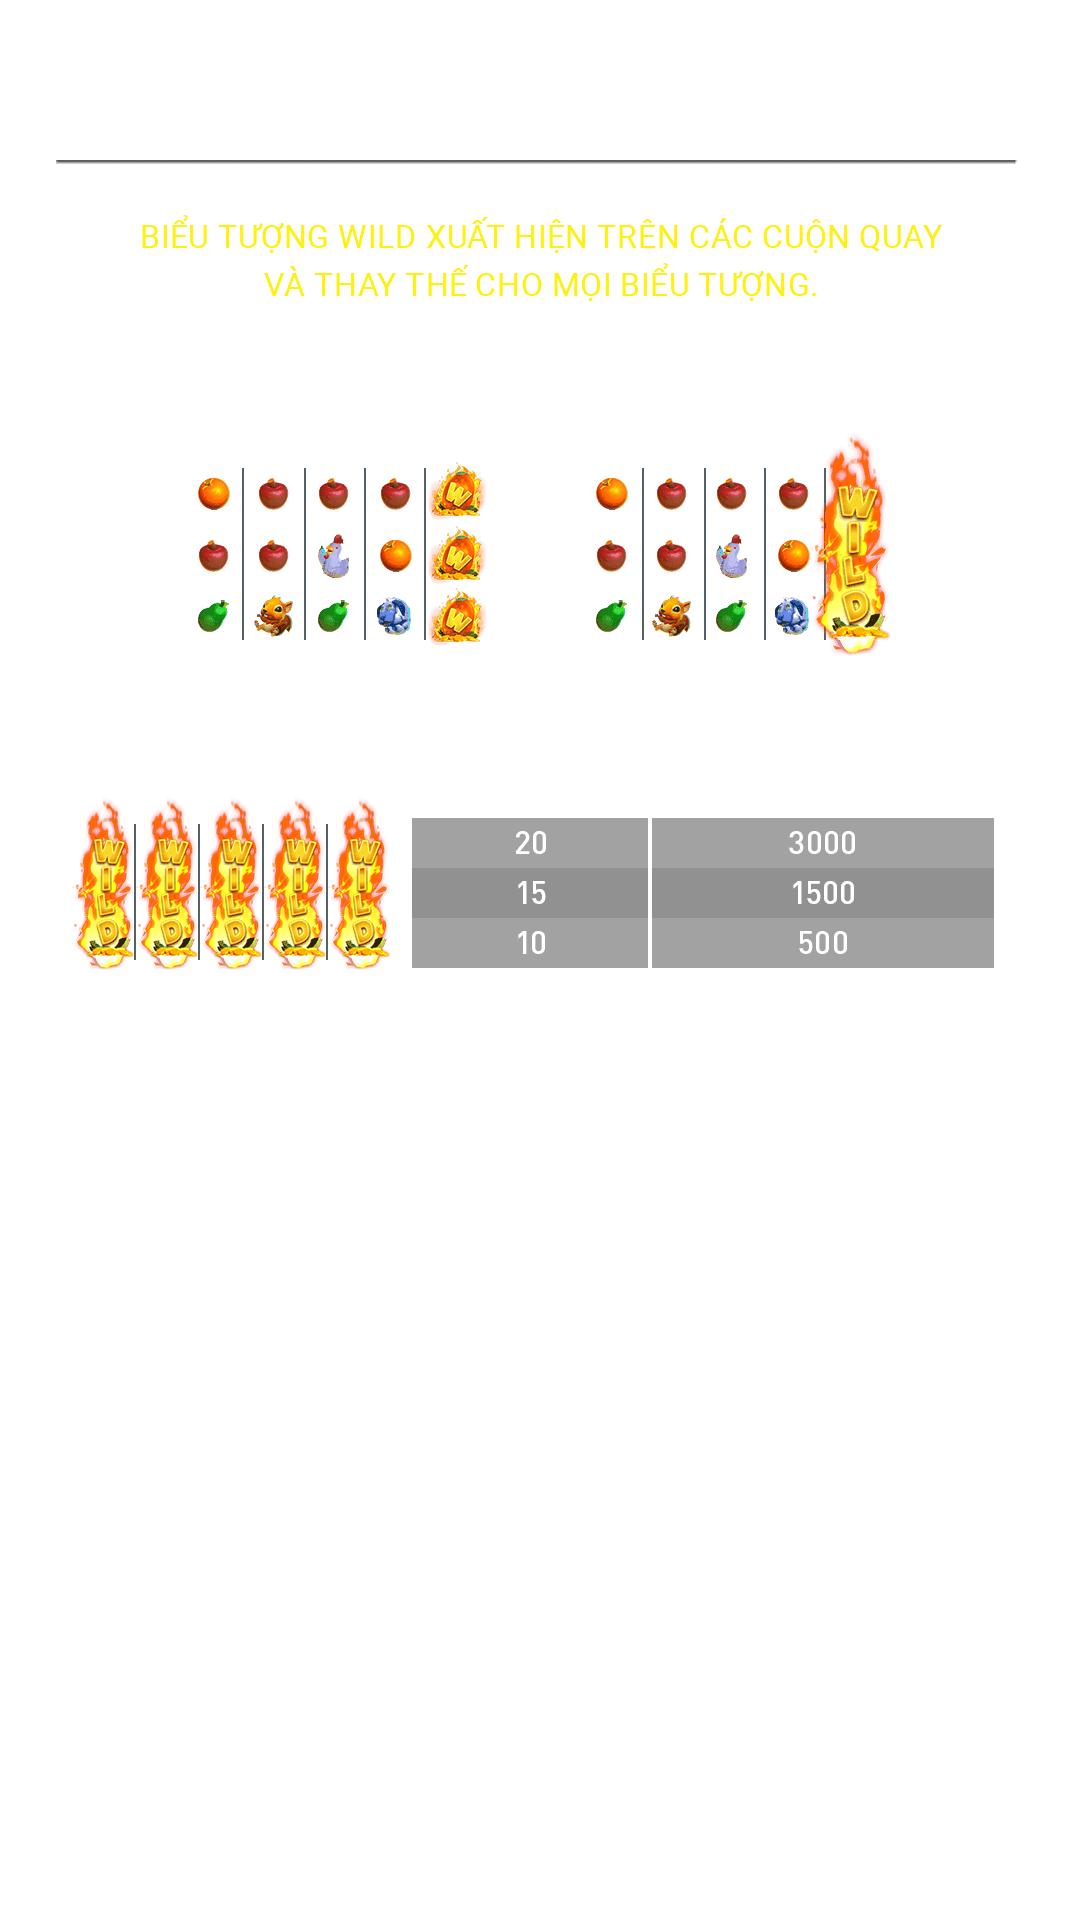 BIỂU TƯỢNG WILD XUẤT HIỆN TRÊN CÁC CUỘN QUAY
VÀ THAY THẾ CHO MỌI BIỂU TƯỢNG.
W
W
W
WILD
WILD WILD WILD WILD WILD
20 3000
15 1500
10 500